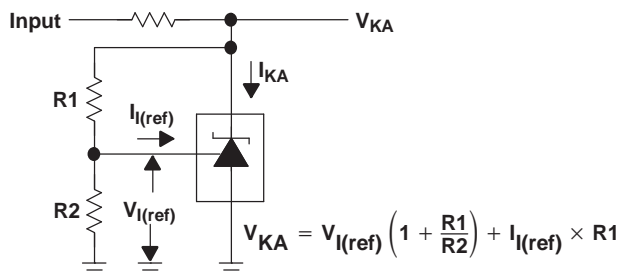 Input
V_KA
I_KA
R1
I_I(ref)
R2
V_I(ref)
V_KA = V_I(ref) (1 + R1/R2) + I_I(ref) × R1